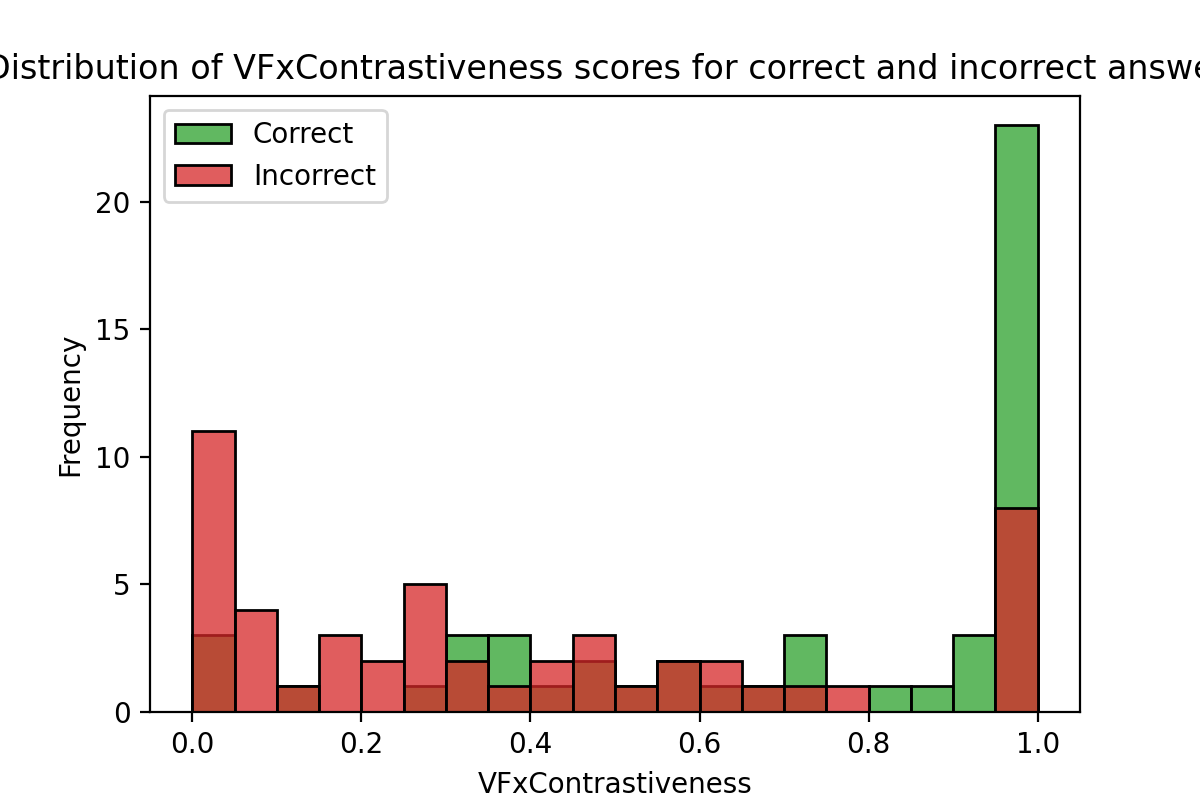 Distribution of VFxContrastiveness scores for correct and incorrect answe
Correct
Incorrect
Frequency
20
15
10
5
0
0.0 0.2 0.4 0.6 0.8 1.0
VFxContrastiveness